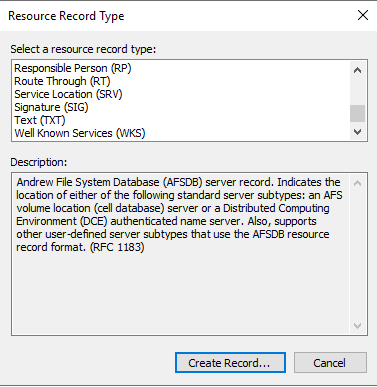 Resource Record Type
Select a resource record type:
Responsible Person (RP)
Route Through (RT)
Service Location (SRV)
Signature (SIG)
Text (TXT)
Well Known Services (WKS)
Description:
Andrew File System Database (AFSDB) server record. Indicates the
location of either of the following standard server subtypes: an AFS
volume location (cell database) server or a Distributed Computing
Environment (DCE) authenticated name server. Also, supports
other user-defined server subtypes that use the AFSDB resource
record format. (RFC 1183)
Create Record... Cancel